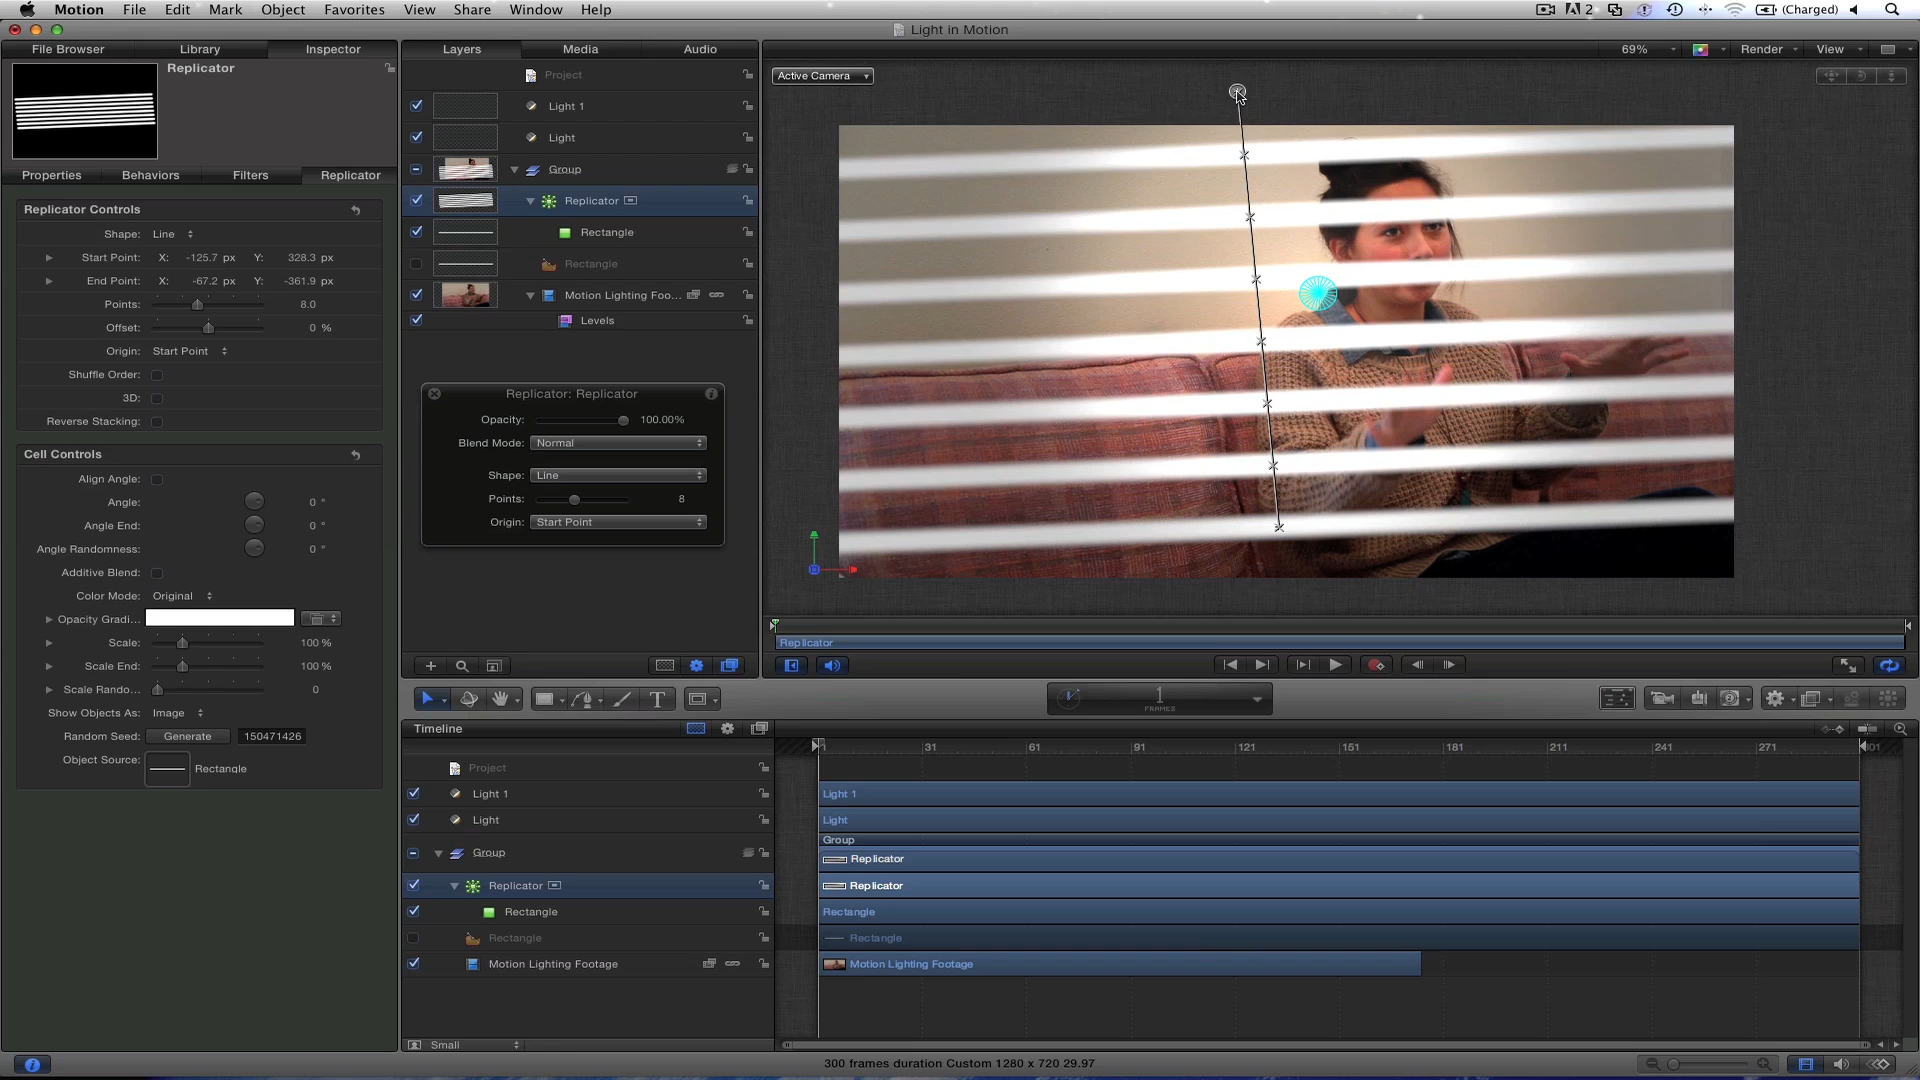 Motion File Edit Mark Object Favorites View Share Window Help
2 (Charged)
Light in Motion
File Browser Library Inspector
Layers Media Audio
69% Render View
Replicator
Active Camera
Properties Behaviors Filters Replicator
Replicator Controls
Shape: Line
Start Point: X: -125.7 px Y: 328.3 px
End Point: X: -67.2 px Y: -361.9 px
Points: 8.0
Offset: 0 %
Origin: Start Point
Shuffle Order:
3D:
Reverse Stacking:
Cell Controls
Align Angle:
Angle: 0 °
Angle End: 0 °
Angle Randomness: 0 °
Additive Blend:
Color Mode: Original
Opacity Gradi...
Scale: 100 %
Scale End: 100 %
Scale Rando... 0
Show Objects As: Image
Random Seed: Generate 150471426
Object Source: Rectangle
Project
Light 1
Light
Group
Replicator
Rectangle
Rectangle
Motion Lighting Foo...
Levels
Replicator: Replicator
Opacity: 100.00%
Blend Mode: Normal
Shape: Line
Points: 8
Origin: Start Point
Replicator
1
FRAMES
Timeline
1 31 61 91 121 151 181 211 241 271 301
Project
Light 1 Light 1
Light Light
Group Group
Replicator
Replicator Replicator
Rectangle Rectangle
Rectangle Rectangle
Motion Lighting Footage Motion Lighting Footage
Small
300 frames duration Custom 1280 x 720 29.97